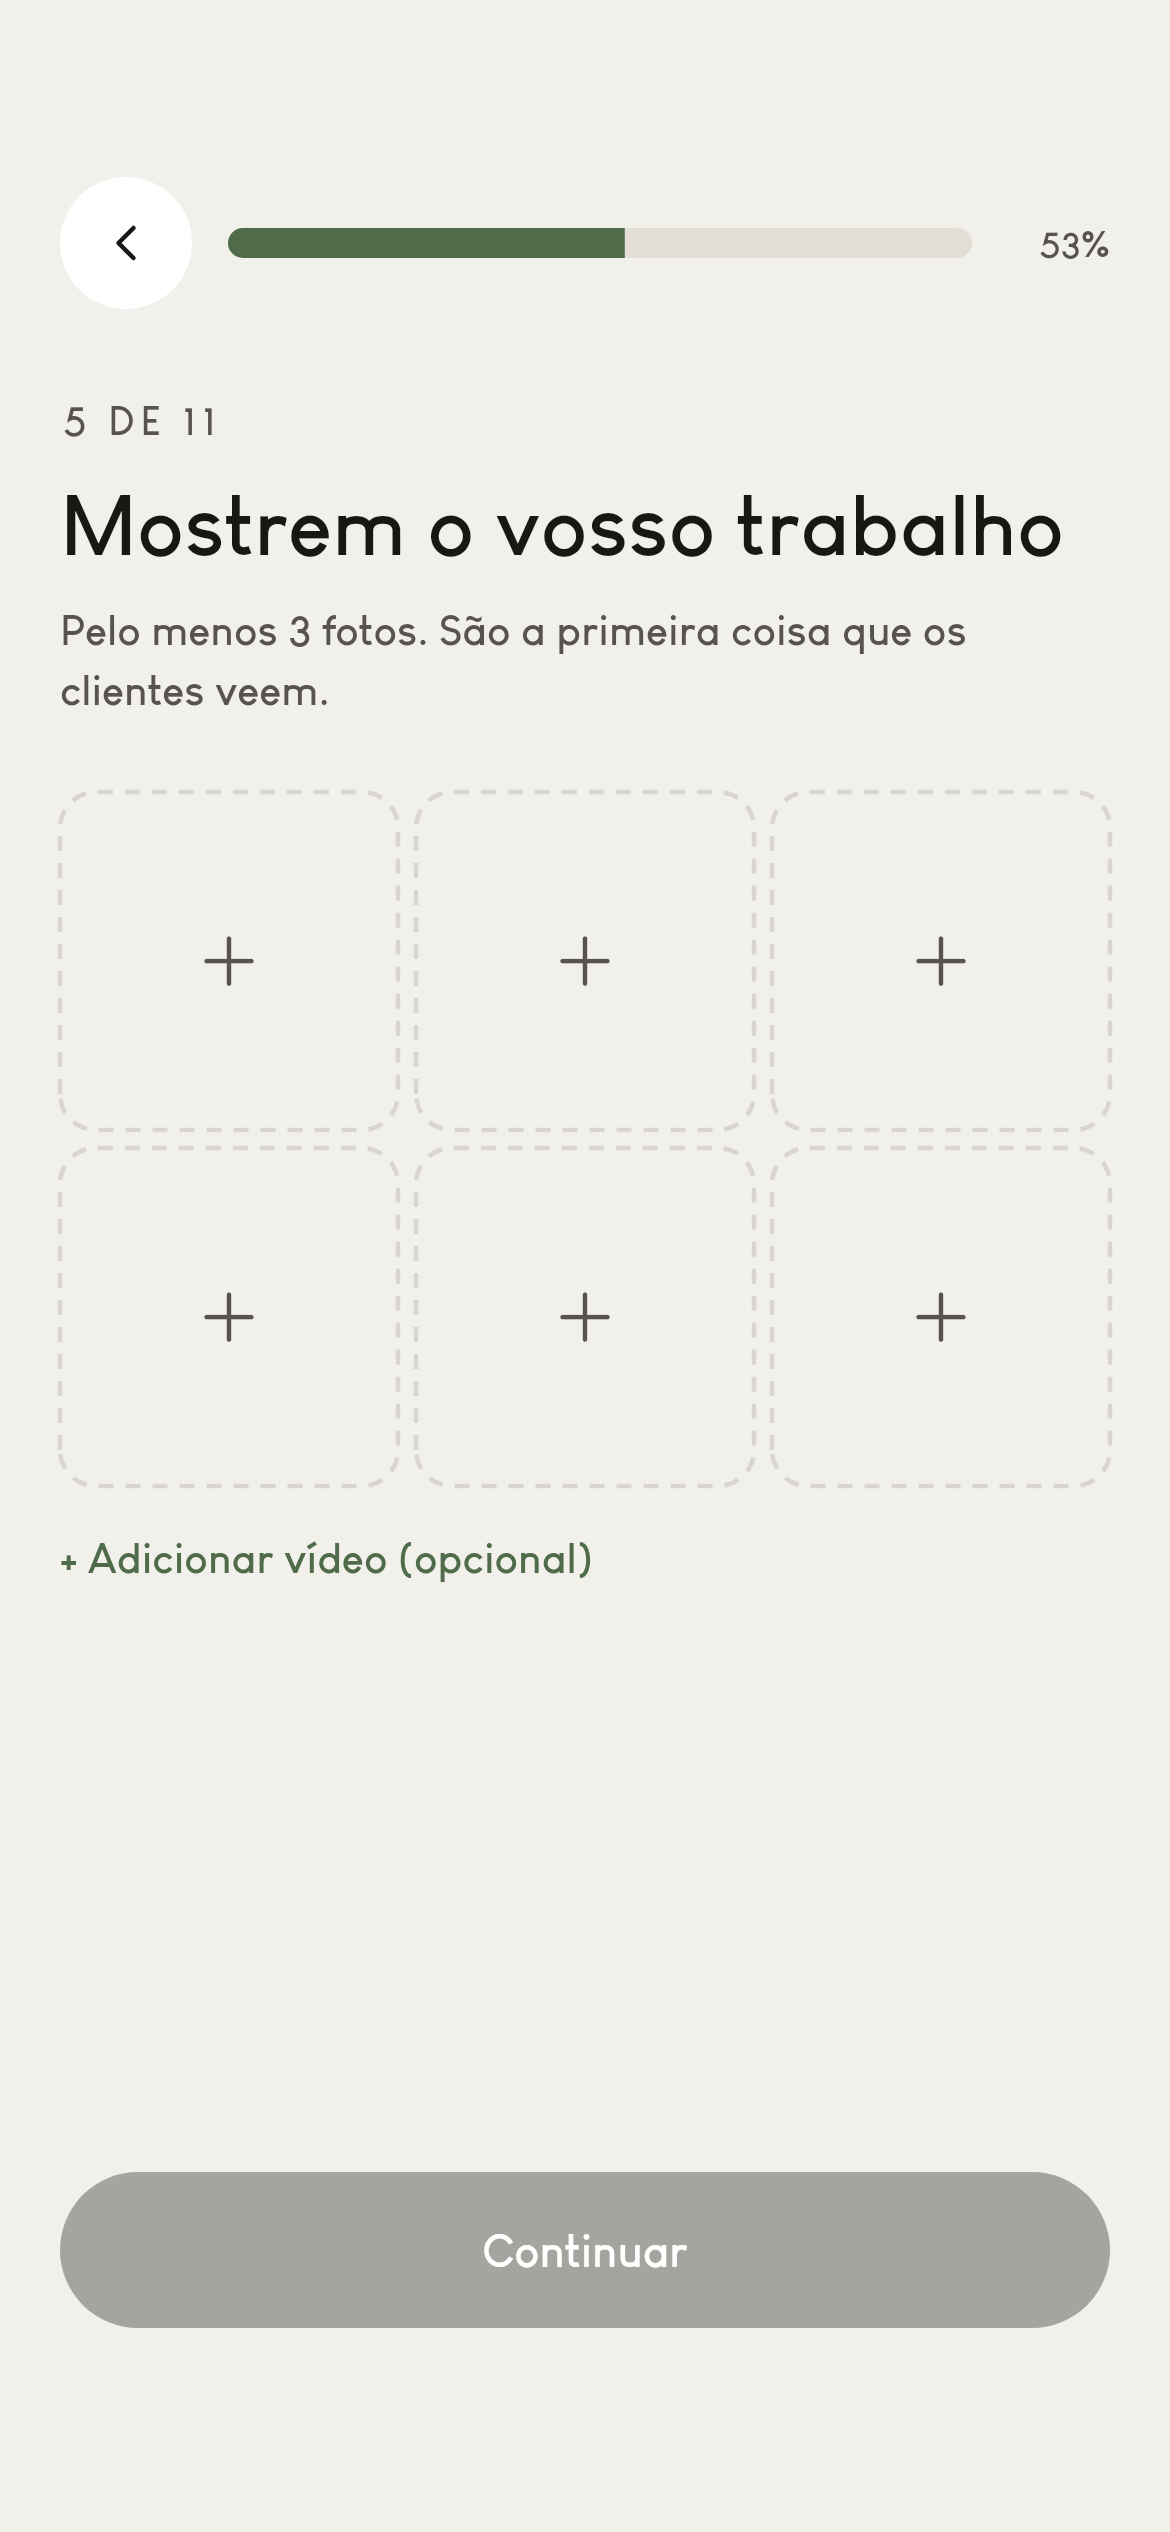 53%
5 DE 11
Mostrem o vosso trabalho
Pelo menos 3 fotos. São a primeira coisa que os
clientes veem.
+ Adicionar vídeo (opcional)
Continuar